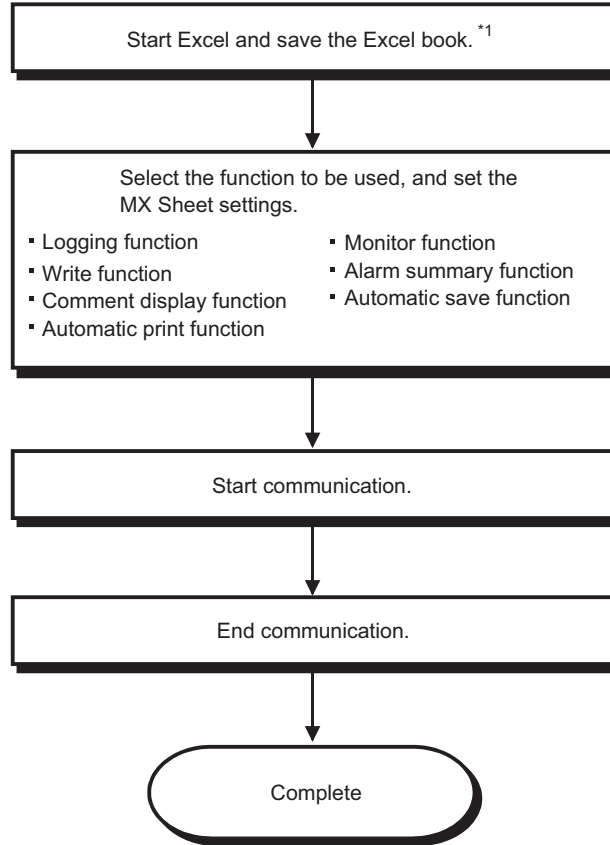 Start Excel and save the Excel book. *1
Select the function to be used, and set the
MX Sheet settings.
▪ Logging function
▪ Write function
▪ Comment display function
▪ Automatic print function
▪ Monitor function
▪ Alarm summary function
▪ Automatic save function
Start communication.
End communication.
Complete